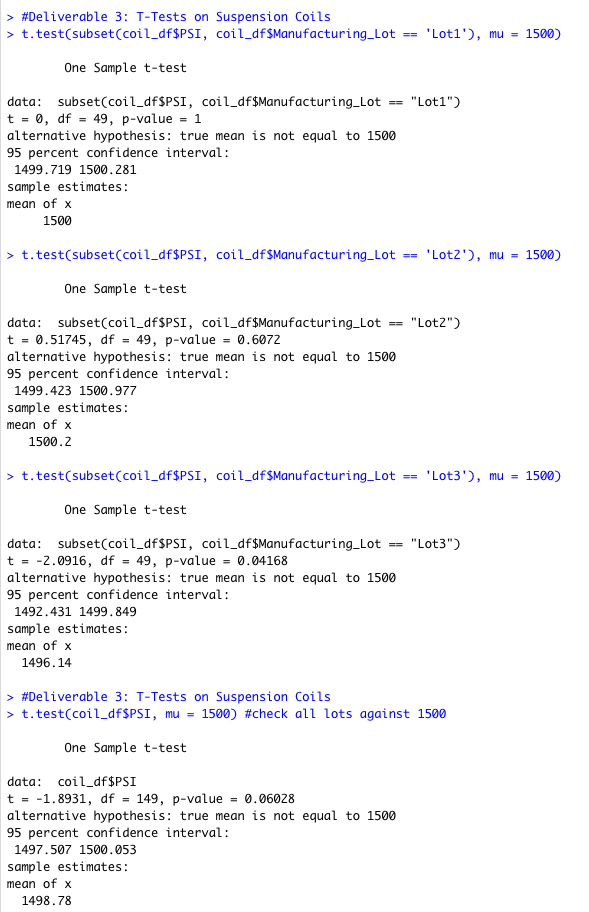 > #Deliverable 3: T-Tests on Suspension Coils
> t.test(subset(coil_df$PSI, coil_df$Manufacturing_Lot == 'Lot1'), mu = 1500)
One Sample t-test
data:  subset(coil_df$PSI, coil_df$Manufacturing_Lot == "Lot1")
t = 0, df = 49, p-value = 1
alternative hypothesis: true mean is not equal to 1500
95 percent confidence interval:
1499.719 1500.281
sample estimates:
mean of x
1500
> t.test(subset(coil_df$PSI, coil_df$Manufacturing_Lot == 'Lot2'), mu = 1500)
One Sample t-test
data:  subset(coil_df$PSI, coil_df$Manufacturing_Lot == "Lot2")
t = 0.51745, df = 49, p-value = 0.6072
alternative hypothesis: true mean is not equal to 1500
95 percent confidence interval:
1499.423 1500.977
sample estimates:
mean of x
1500.2
> t.test(subset(coil_df$PSI, coil_df$Manufacturing_Lot == 'Lot3'), mu = 1500)
One Sample t-test
data:  subset(coil_df$PSI, coil_df$Manufacturing_Lot == "Lot3")
t = -2.0916, df = 49, p-value = 0.04168
alternative hypothesis: true mean is not equal to 1500
95 percent confidence interval:
1492.431 1499.849
sample estimates:
mean of x
1496.14
> #Deliverable 3: T-Tests on Suspension Coils
> t.test(coil_df$PSI, mu = 1500) #check all lots against 1500
One Sample t-test
data:  coil_df$PSI
t = -1.8931, df = 149, p-value = 0.06028
alternative hypothesis: true mean is not equal to 1500
95 percent confidence interval:
1497.507 1500.053
sample estimates:
mean of x
1498.78